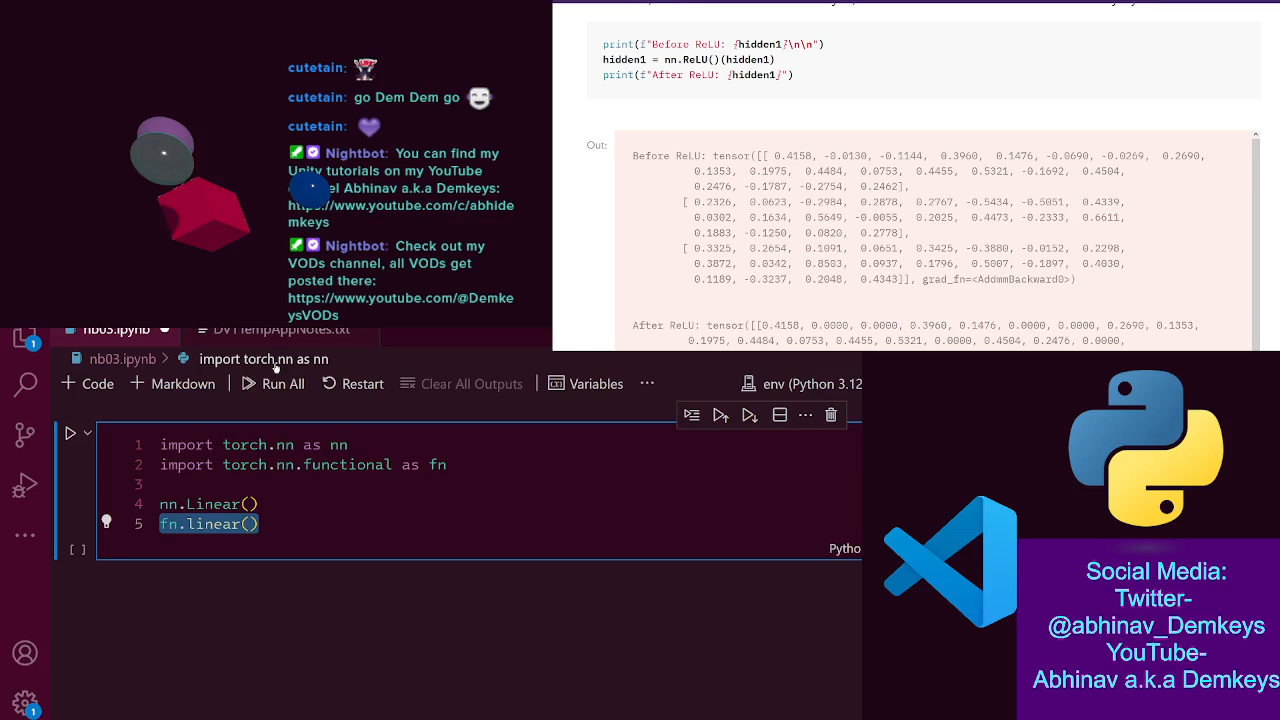 cutetain:
cutetain: go Dem Dem go
cutetain:
Nightbot: You can find my
Unity tutorials on my YouTube
Abhinav a.k.a Demkeys:
https://www.youtube.com/c/abhide
mkeys
Nightbot: Check out my
VODs channel, all VODs get
posted there:
https://www.youtube.com/@Demke
ysVODs
print(f"Before ReLU: {hidden1}\n\n")
hidden1 = nn.ReLU()(hidden1)
print(f"After ReLU: {hidden1}")
Out:
Before ReLU: tensor([[ 0.4158, -0.0130, -0.1144, 0.3960, 0.1476, -0.0690, -0.0269, 0.2690,
0.1353, 0.1975, 0.4484, 0.0753, 0.4455, 0.5321, -0.1692, 0.4504,
0.2476, -0.1787, -0.2754, 0.2462],
[ 0.2326, 0.0623, -0.2984, 0.2878, 0.2767, -0.5434, -0.5051, 0.4339,
0.0302, 0.1634, 0.5649, -0.0055, 0.2025, 0.4473, -0.2333, 0.6611,
0.1883, -0.1250, 0.0820, 0.2778],
[ 0.3325, 0.2654, 0.1091, 0.0651, 0.3425, -0.3880, -0.0152, 0.2298,
0.3872, 0.0342, 0.8503, 0.0937, 0.1796, 0.5007, -0.1897, 0.4030,
0.1189, -0.3237, 0.2048, 0.4343]], grad_fn=<AddmmBackward0>)
After ReLU: tensor([[0.4158, 0.0000, 0.0000, 0.3960, 0.1476, 0.0000, 0.0000, 0.2690, 0.1353,
0.1975, 0.4484, 0.0753, 0.4455, 0.5321, 0.0000, 0.4504, 0.2476, 0.0000,
nb03.ipynb
DVTTempAppNotes.txt
nb03.ipynb > import torch.nn as nn
+ Code + Markdown Run All Restart Clear All Outputs Variables ... env (Python 3.12
1 import torch.nn as nn
2 import torch.nn.functional as fn
3
4 nn.Linear()
5 fn.linear()
[ ]
Pytho
1
1
Social Media:
Twitter-
@abhinav_Demkeys
YouTube-
Abhinav a.k.a Demkeys